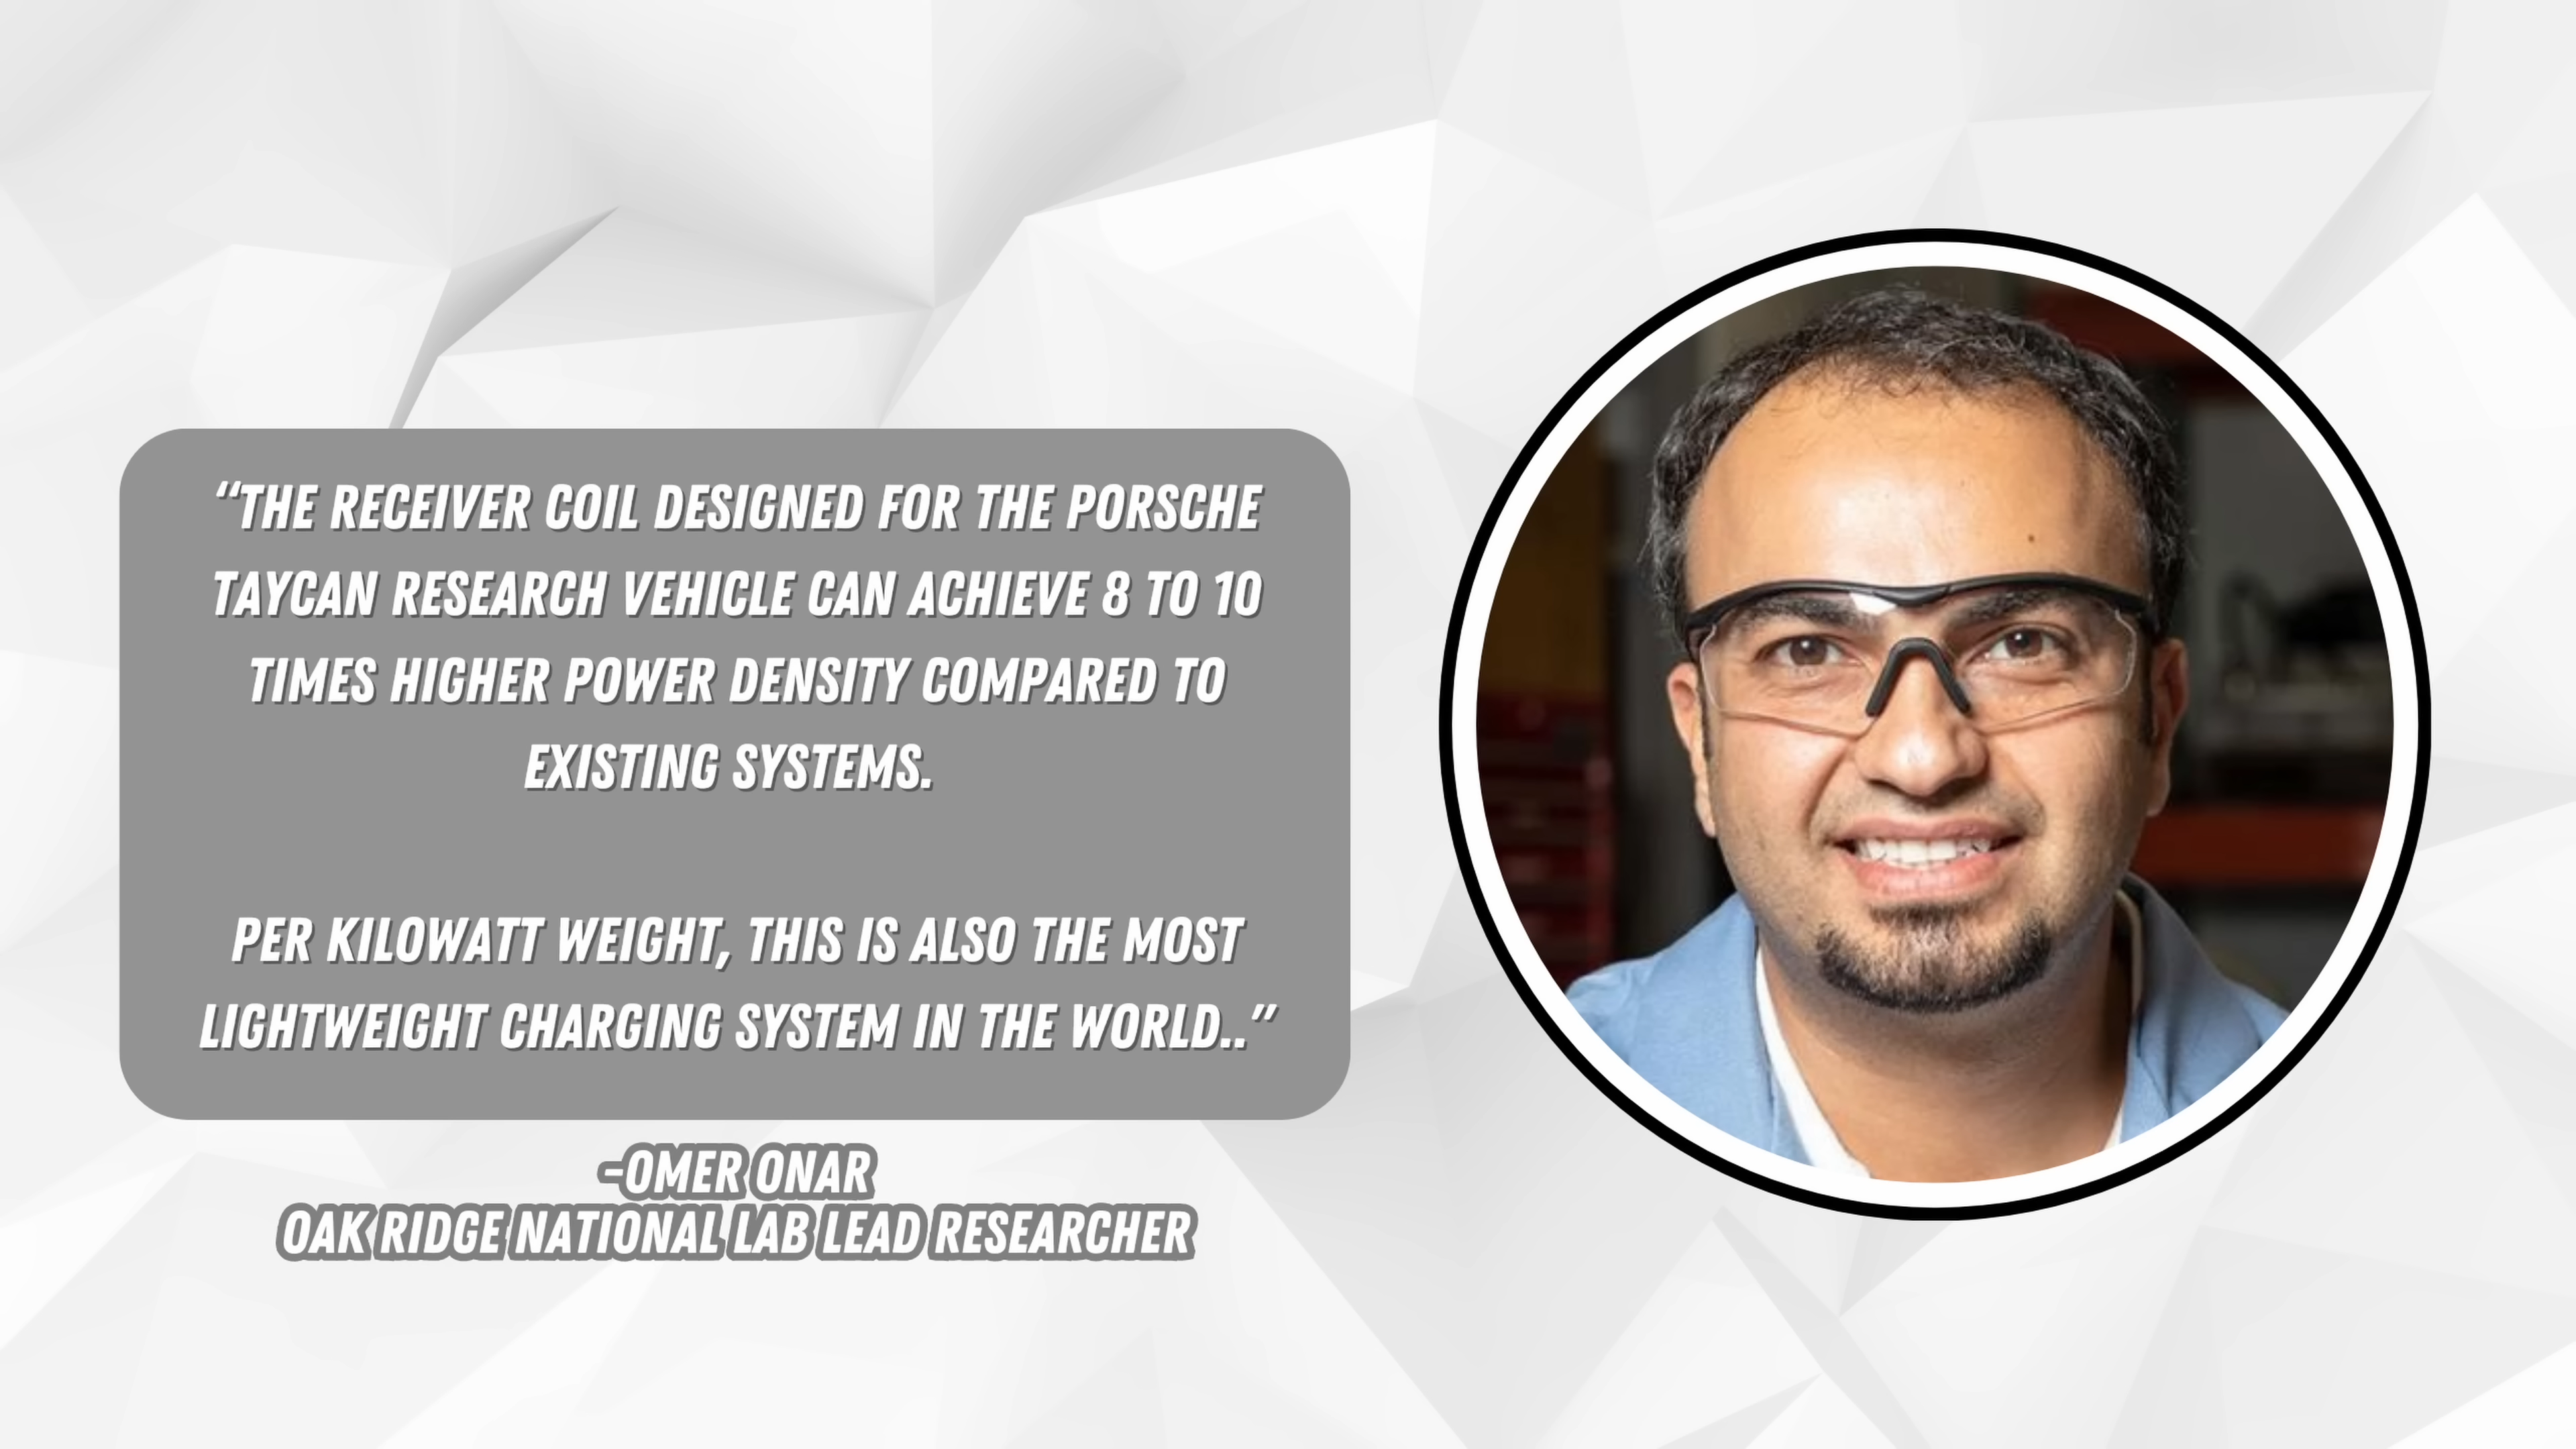 “THE RECEIVER COIL DESIGNED FOR THE PORSCHE
TAYCAN RESEARCH VEHICLE CAN ACHIEVE 8 TO 10
TIMES HIGHER POWER DENSITY COMPARED TO
EXISTING SYSTEMS.
PER KILOWATT WEIGHT, THIS IS ALSO THE MOST
LIGHTWEIGHT CHARGING SYSTEM IN THE WORLD..”
-OMER ONAR
OAK RIDGE NATIONAL LAB LEAD RESEARCHER